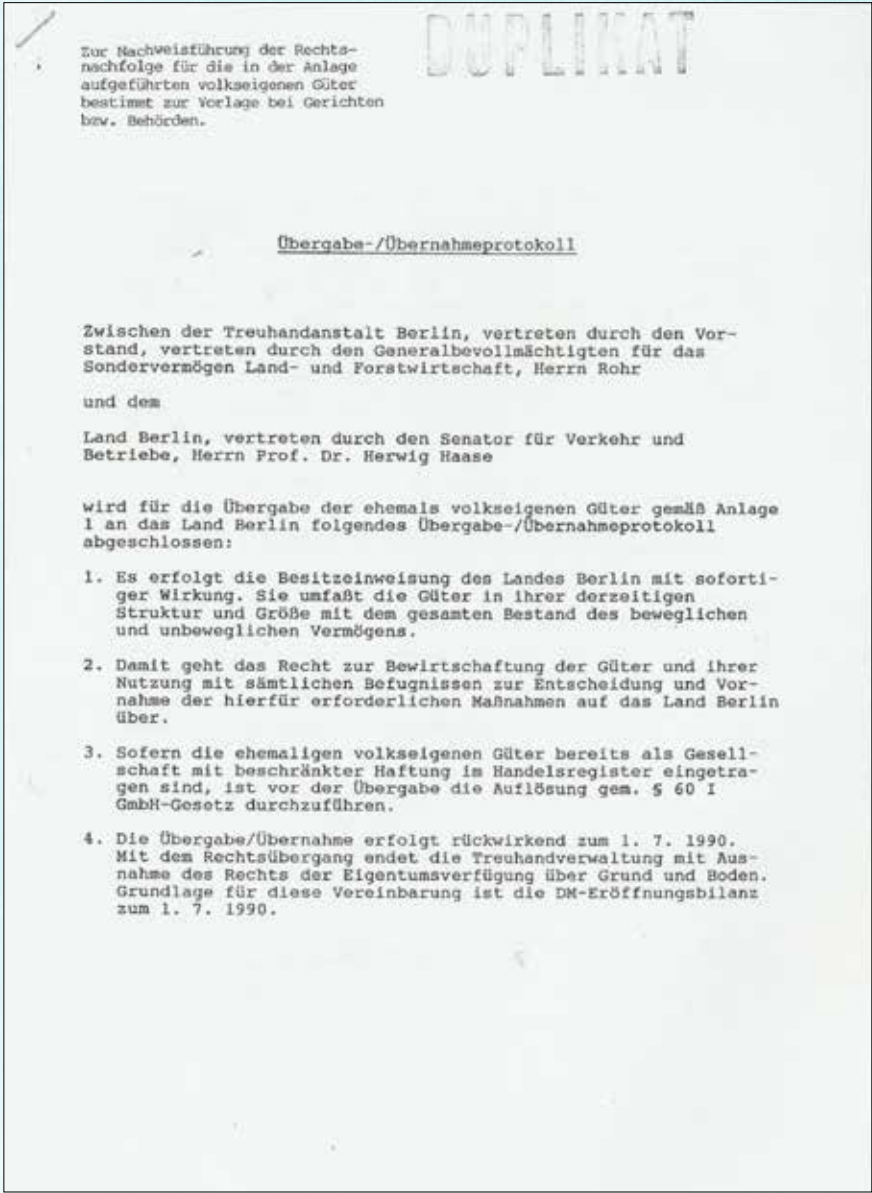 DUPLIKAT
Zur Nachweisführung der Rechts-
nachfolge für die in der Anlage
aufgeführten volkseigenen Güter
bestimmt zur Vorlage bei Gerichten
bzw. Behörden.
Übergabe-/Übernahmeprotokoll
Zwischen der Treuhandanstalt Berlin, vertreten durch den Vor-
stand, vertreten durch den Generalbevollmächtigten für das
Sondervermögen Land- und Forstwirtschaft, Herrn Rohr
und dem
Land Berlin, vertreten durch den Senator für Verkehr und
Betriebe, Herrn Prof. Dr. Herwig Haase
wird für die Übergabe der ehemals volkseigenen Güter gemäß Anlage
1 an das Land Berlin folgendes Übergabe-/Übernahmeprotokoll
abgeschlossen:
1. Es erfolgt die Besitzeinweisung des Landes Berlin mit soforti-
ger Wirkung. Sie umfaßt die Güter in ihrer derzeitigen
Struktur und Größe mit dem gesamten Bestand des beweglichen
und unbeweglichen Vermögens.
2. Damit geht das Recht zur Bewirtschaftung der Güter und ihrer
Nutzung mit sämtlichen Befugnissen zur Entscheidung und Vor-
nahme der hierfür erforderlichen Maßnahmen auf das Land Berlin
über.
3. Sofern die ehemaligen volkseigenen Güter bereits als Gesell-
schaft mit beschränkter Haftung im Handelsregister eingetra-
gen sind, ist vor der Übergabe die Auflösung gem. § 60 I
GmbH-Gesetz durchzuführen.
4. Die Übergabe/Übernahme erfolgt rückwirkend zum 1. 7. 1990.
Mit dem Rechtsübergang endet die Treuhandverwaltung mit Aus-
nahme des Rechts der Eigentumsverfügung über Grund und Boden.
Grundlage für diese Vereinbarung ist die DM-Eröffnungsbilanz
zum 1. 7. 1990.